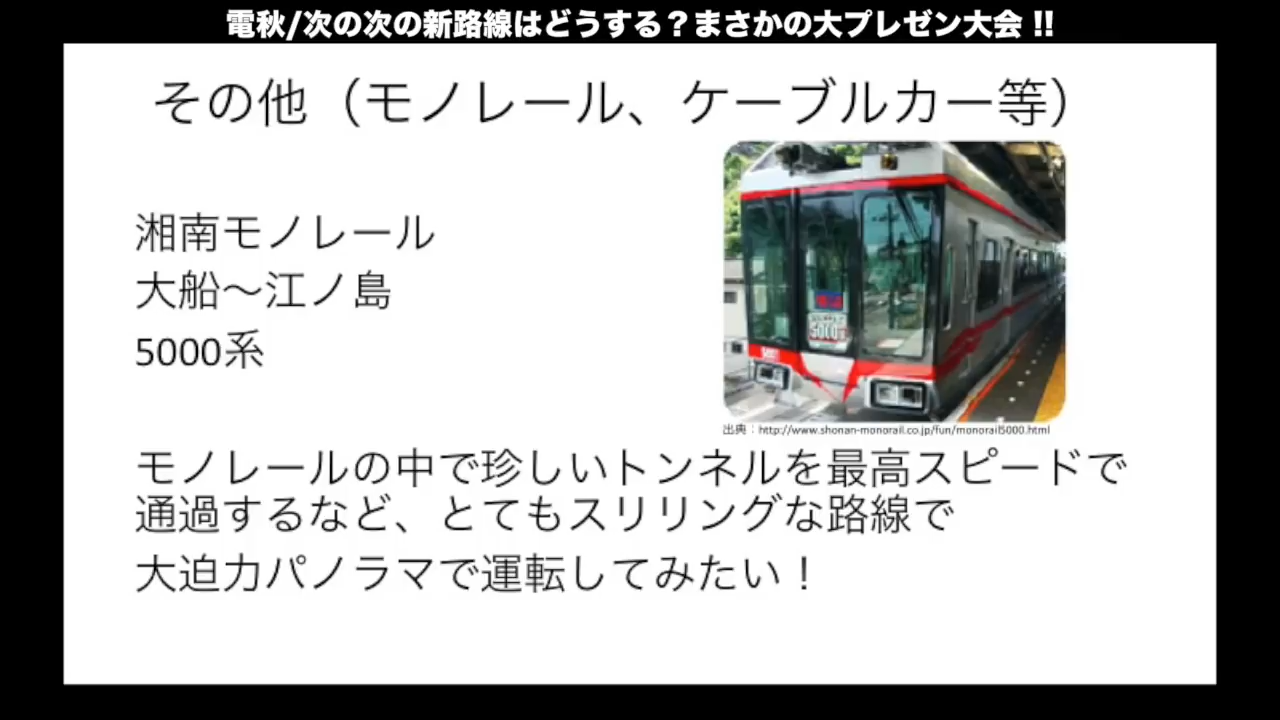 電秋/次の次の新路線はどうする?まさかの大プレゼン大会 !!
その他(モノレール、ケーブルカー等)
湘南モノレール
大船~江ノ島
5000系
5000
出典:http://www.shonan-monorail.co.jp/fun/monorail5000.html
モノレールの中で珍しいトンネルを最高スピードで
通過するなど、とてもスリリングな路線で
大迫力パノラマで運転してみたい!